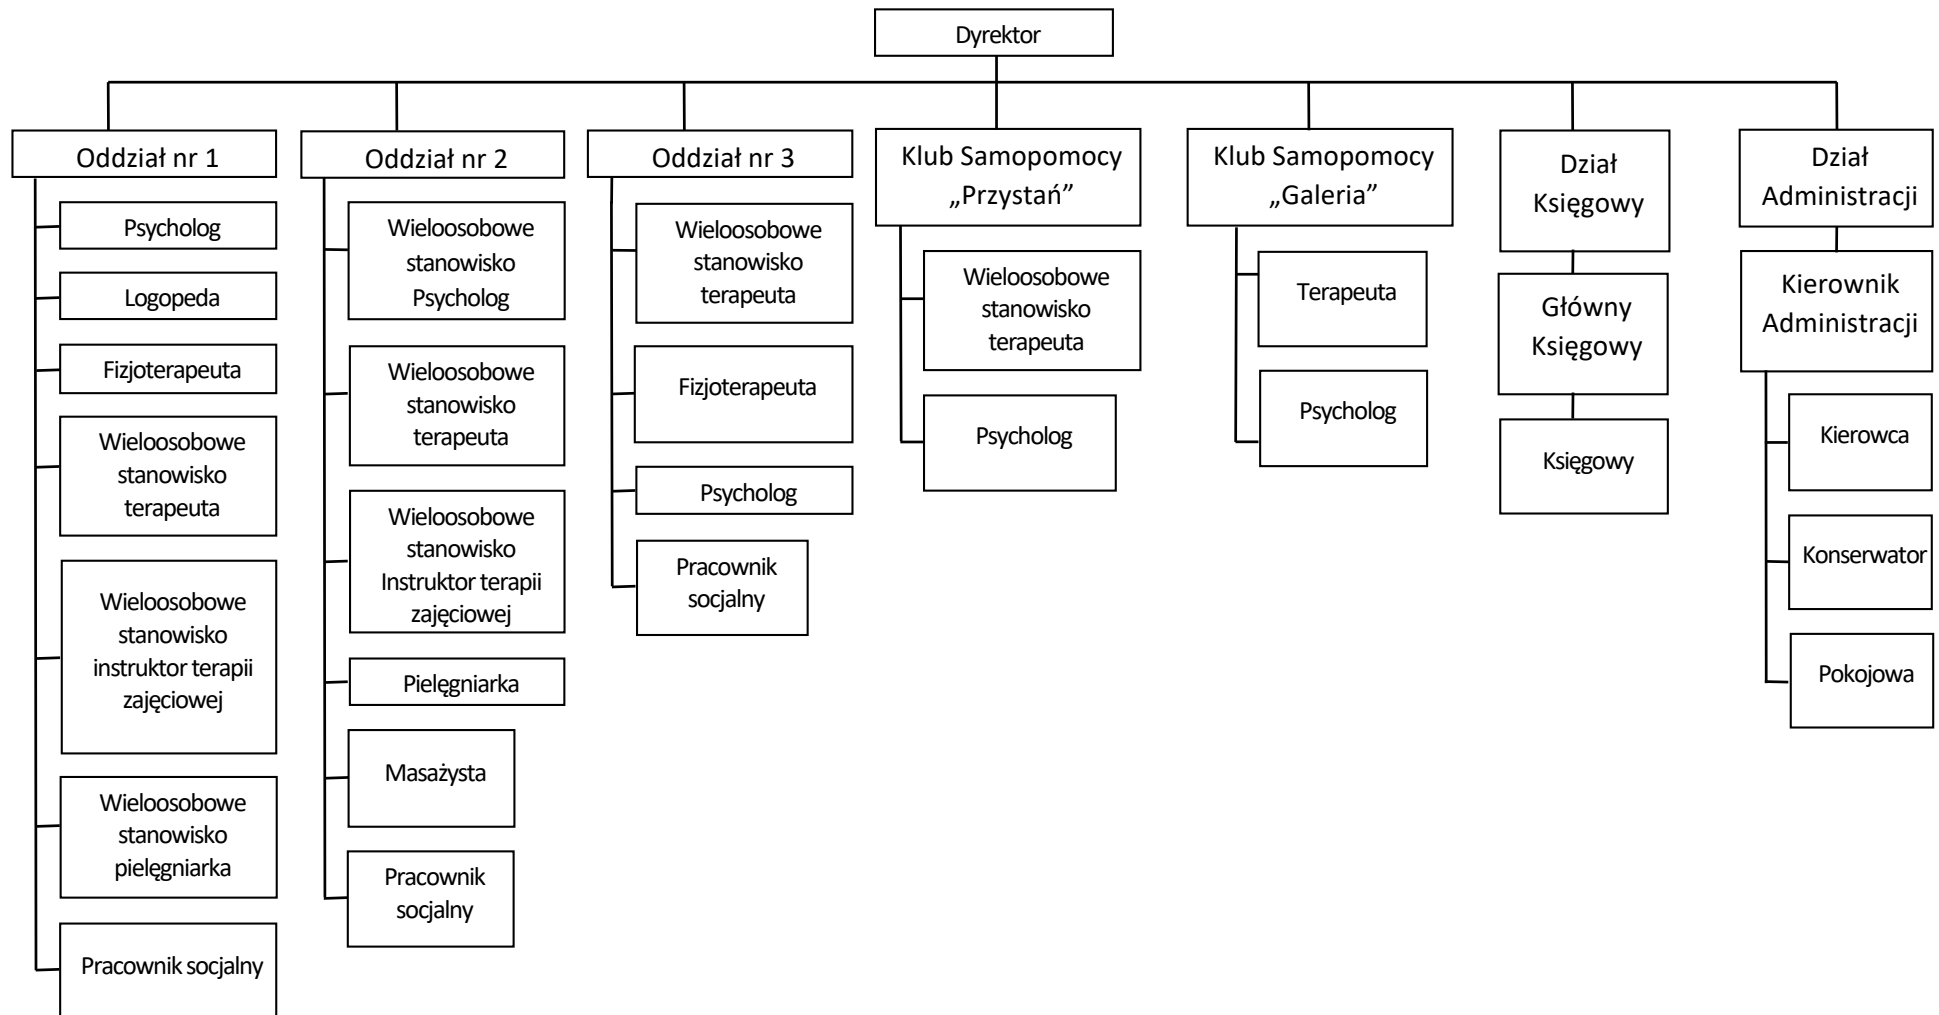 Dyrektor
Oddział nr 1
Psycholog
Logopeda
Fizjoterapeuta
Wieloosobowe
stanowisko
terapeuta
Wieloosobowe
stanowisko
instruktor terapii
zajęciowej
Wieloosobowe
stanowisko
pielęgniarka
Pracownik socjalny
Oddział nr 2
Wieloosobowe
stanowisko
Psycholog
Wieloosobowe
stanowisko
terapeuta
Wieloosobowe
stanowisko
Instruktor terapii
zajęciowej
Pielęgniarka
Masażysta
Pracownik
socjalny
Oddział nr 3
Wieloosobowe
stanowisko
terapeuta
Fizjoterapeuta
Psycholog
Pracownik
socjalny
Klub Samopomocy
„Przystań”
Wieloosobowe
stanowisko
terapeuta
Psycholog
Klub Samopomocy
„Galeria”
Terapeuta
Psycholog
Dział
Księgowy
Główny
Księgowy
Księgowy
Dział
Administracji
Kierownik
Administracji
Kierowca
Konserwator
Pokojowa